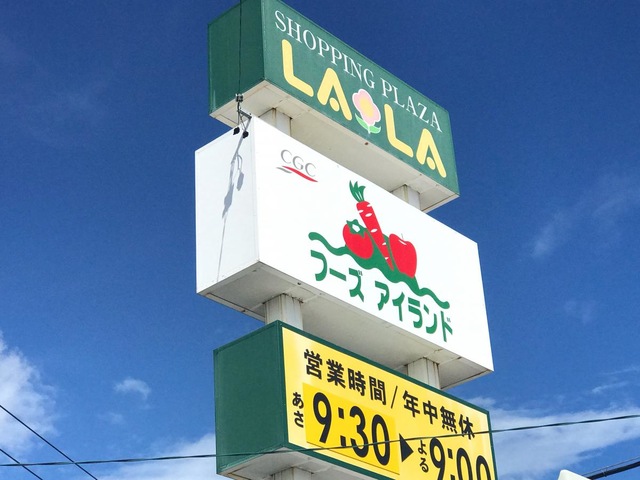 SHOPPING PLAZA
LALA
CGC
フーズ アイランド
営業時間/年中無休
あさ 9:30▶よる 9:00